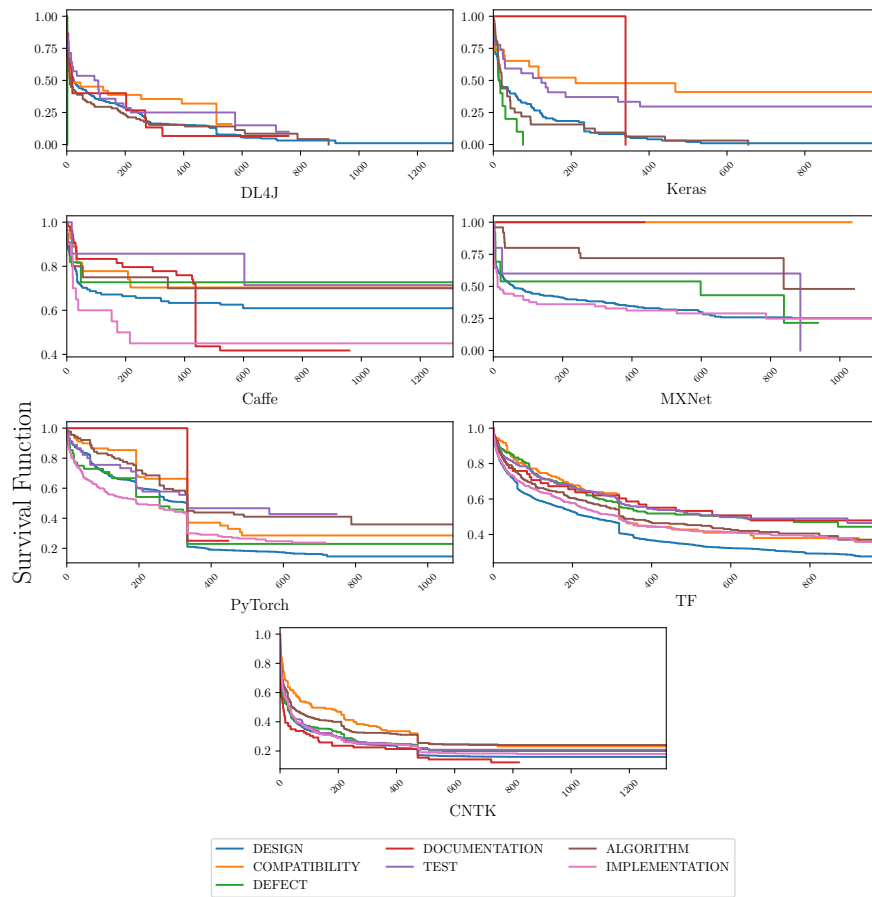 1.00
0.75
0.50
0.25
0.00
0 200 400 600 800 1000 1200
DL4J
1.00
0.75
0.50
0.25
0.00
0 200 400 600 800
Keras
1.0
0.8
0.6
0.4
0 200 400 600 800 1000 1200
Caffe
1.00
0.75
0.50
0.25
0.00
0 200 400 600 800 1000
MXNet
Survival Function
1.0
0.8
0.6
0.4
0.2
0 200 400 600 800 1000
PyTorch
1.0
0.8
0.6
0.4
0 200 400 600 800
TF
1.0
0.8
0.6
0.4
0.2
0 200 400 600 800 1000 1200
CNTK
DESIGN DOCUMENTATION ALGORITHM
COMPATIBILITY TEST IMPLEMENTATION
DEFECT